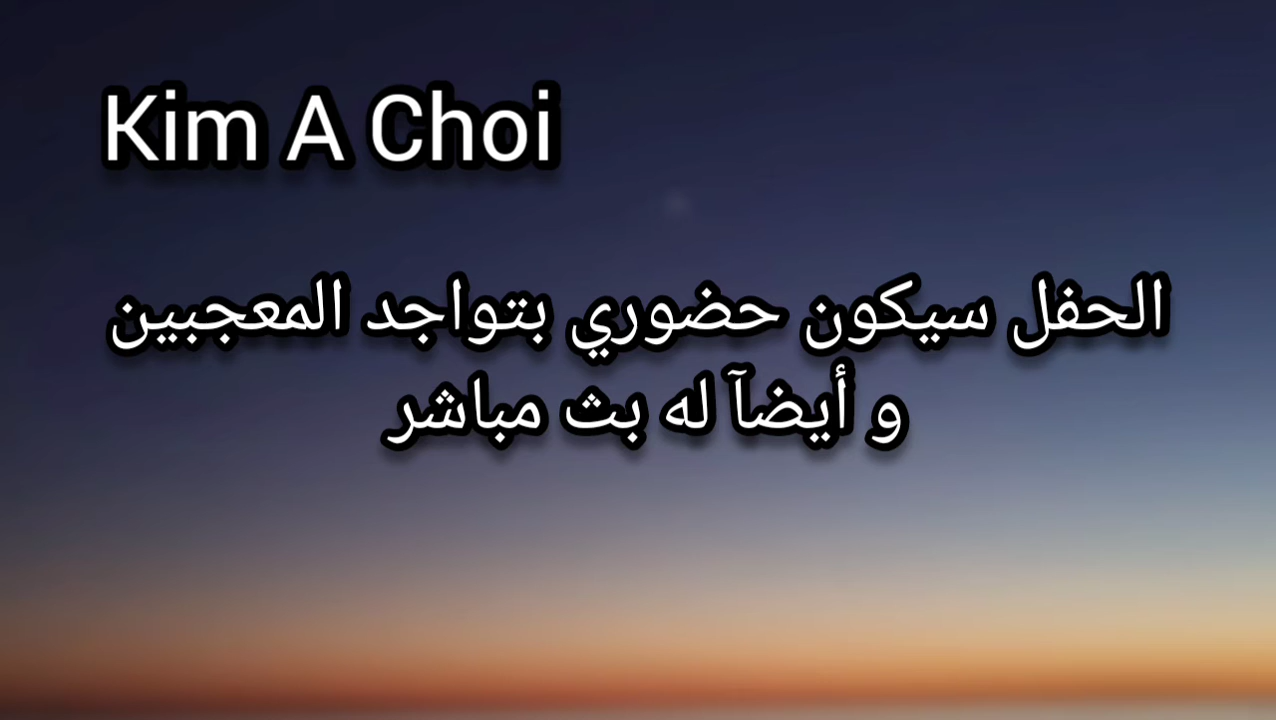 Kim A Choi
الحفل سيكون حضوري بتواجد المعجبين
و أيضآ له بث مباشر